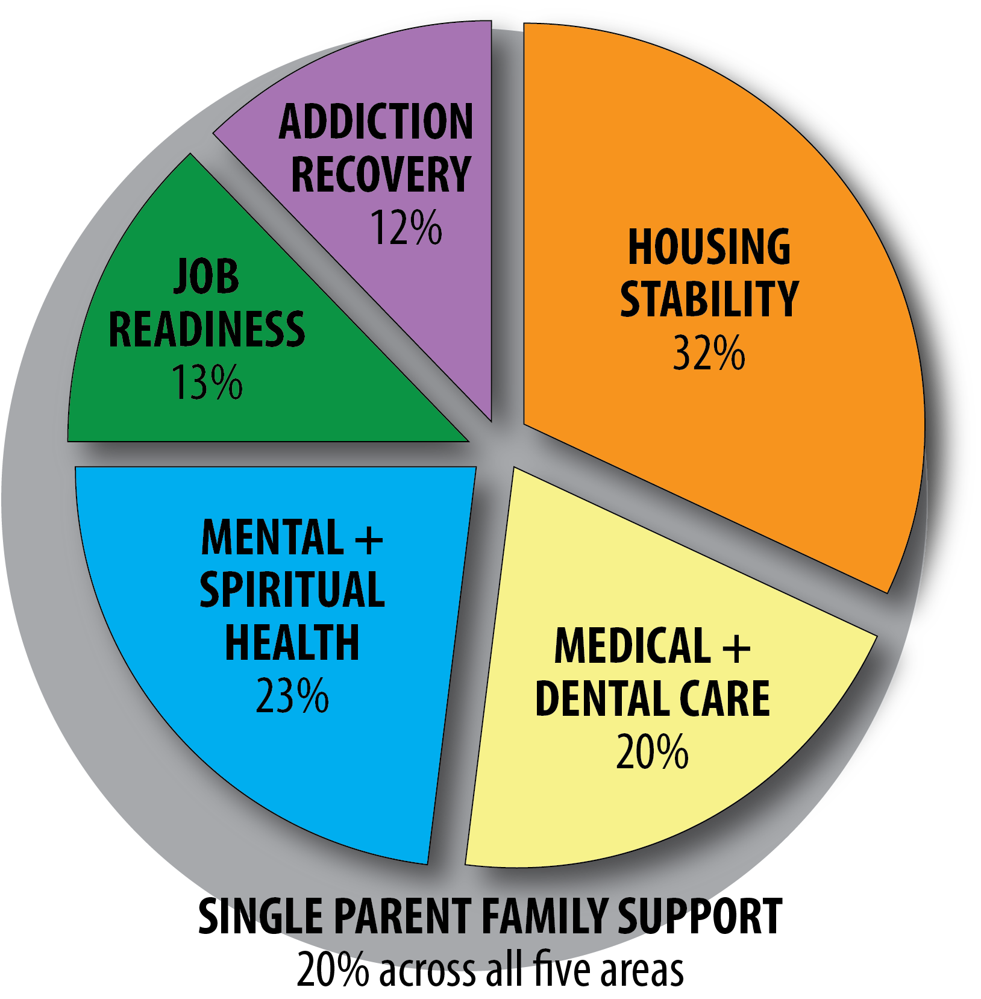 ADDICTION
RECOVERY
12%
HOUSING
STABILITY
32%
JOB
READINESS
13%
MENTAL +
SPIRITUAL
HEALTH
23%
MEDICAL +
DENTAL CARE
20%
SINGLE PARENT FAMILY SUPPORT
20% across all five areas